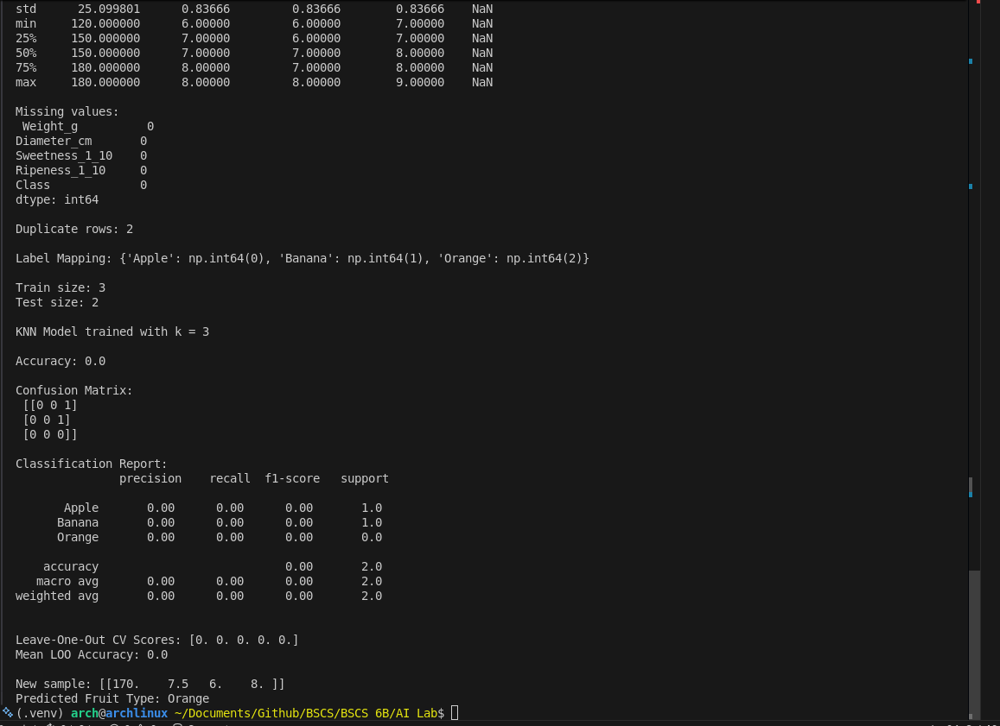 std      25.099801      0.83666         0.83666        0.83666    NaN
min     120.000000      6.00000         6.00000        7.00000    NaN
25%     150.000000      7.00000         6.00000        7.00000    NaN
50%     150.000000      7.00000         7.00000        8.00000    NaN
75%     180.000000      8.00000         7.00000        8.00000    NaN
max     180.000000      8.00000         8.00000        9.00000    NaN
Missing values:
 Weight_g          0
Diameter_cm       0
Sweetness_1_10    0
Ripeness_1_10     0
Class             0
dtype: int64
Duplicate rows: 2
Label Mapping: {'Apple': np.int64(0), 'Banana': np.int64(1), 'Orange': np.int64(2)}
Train size: 3
Test size: 2
KNN Model trained with k = 3
Accuracy: 0.0
Confusion Matrix:
 [[0 0 1]
 [0 0 1]
 [0 0 0]]
Classification Report:
               precision    recall  f1-score   support
       Apple       0.00      0.00      0.00       1.0
      Banana       0.00      0.00      0.00       1.0
      Orange       0.00      0.00      0.00       0.0
    accuracy                           0.00       2.0
   macro avg       0.00      0.00      0.00       2.0
weighted avg       0.00      0.00      0.00       2.0
Leave-One-Out CV Scores: [0. 0. 0. 0. 0.]
Mean LOO Accuracy: 0.0
New sample: [[170.    7.5   6.    8. ]]
Predicted Fruit Type: Orange
(.venv) arch@archlinux ~/Documents/Github/BSCS/BSCS 6B/AI Lab$